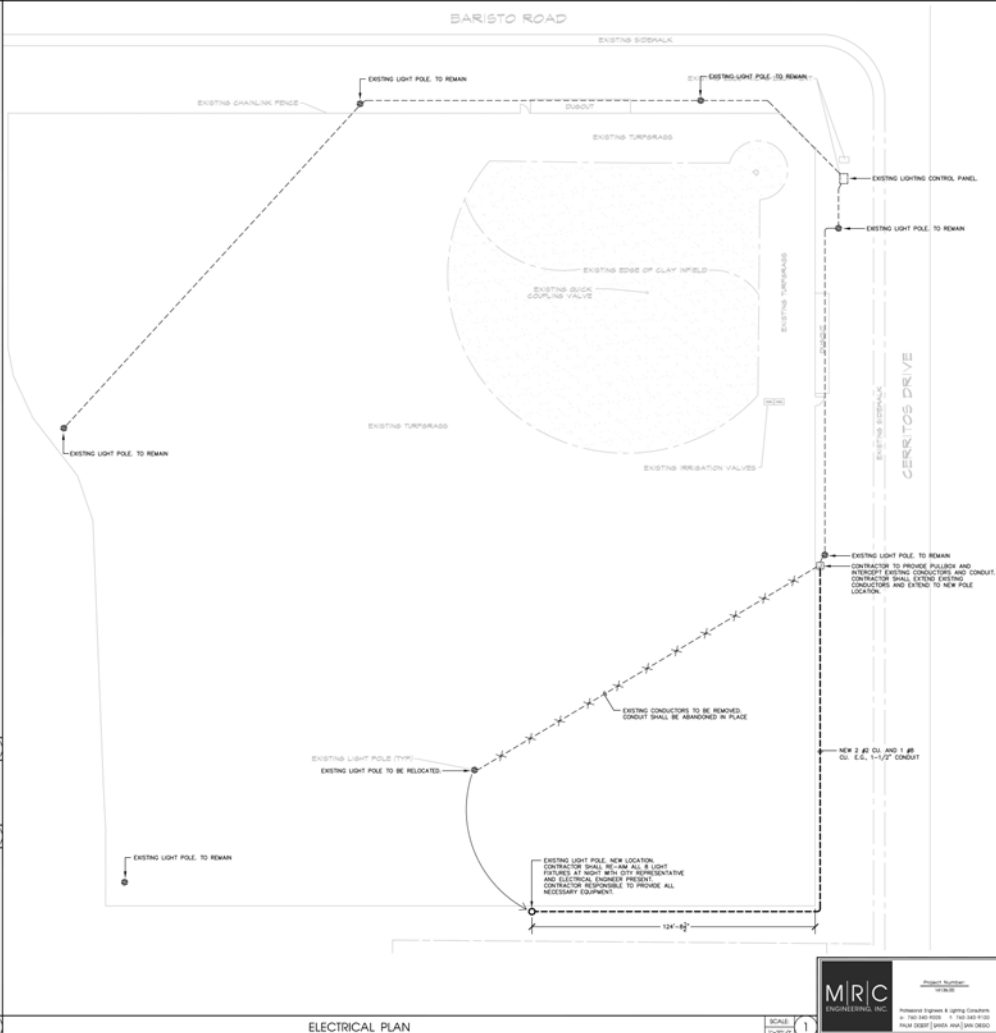 BARISTO ROAD
EXISTING SIDEWALK
EXISTING LIGHT POLE. TO REMAIN
EXISTING LIGHT POLE. TO REMAIN
EXISTING CHAINLINK FENCE
DUGOUT
EXISTING TURFGRASS
EXISTING LIGHTING CONTROL PANEL.
EXISTING LIGHT POLE. TO REMAIN
EXISTING EDGE OF CLAY INFIELD
EXISTING QUICK
COUPLING VALVE
EXISTING TURFGRASS
CERRITOS DRIVE
EXISTING SIDEWALK
EXISTING TURFGRASS
EXISTING LIGHT POLE. TO REMAIN
EXISTING IRRIGATION VALVES
EXISTING LIGHT POLE. TO REMAIN
CONTRACTOR TO PROVIDE PULLBOX AND
INTERCEPT EXISTING CONDUCTORS AND CONDUIT.
CONTRACTOR SHALL EXTEND EXISTING
CONDUCTORS AND EXTEND TO NEW POLE
LOCATION.
EXISTING CONDUCTORS TO BE REMOVED.
CONDUIT SHALL BE ABANDONED IN PLACE
NEW 2 #2 CU. AND 1 #8
CU. E.G., 1-1/2" CONDUIT
EXISTING LIGHT POLE (TYP)
EXISTING LIGHT POLE TO BE RELOCATED.
EXISTING LIGHT POLE. TO REMAIN
EXISTING LIGHT POLE. NEW LOCATION.
CONTRACTOR SHALL RE-AIM ALL 8 LIGHT
FIXTURES AT NIGHT WITH CITY REPRESENTATIVE
AND ELECTRICAL ENGINEER PRESENT.
CONTRACTOR RESPONSIBLE TO PROVIDE ALL
NECESSARY EQUIPMENT.
MRC
ENGINEERING, INC.
Project Number:
Professional Engineers & Lighting Consultants
PALM DESERT | SANTA ANA | SAN DIEGO
ELECTRICAL PLAN
SCALE:
1